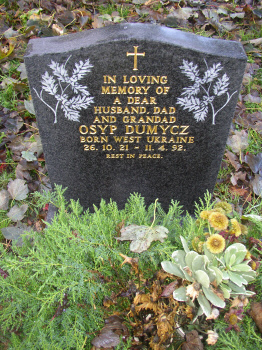 IN LOVING
MEMORY OF
A DEAR
HUSBAND, DAD
AND GRANDAD
OSYP DUMYCZ
BORN WEST UKRAINE
26. 10. 21 - 11. 4. 92.
REST IN PEACE.